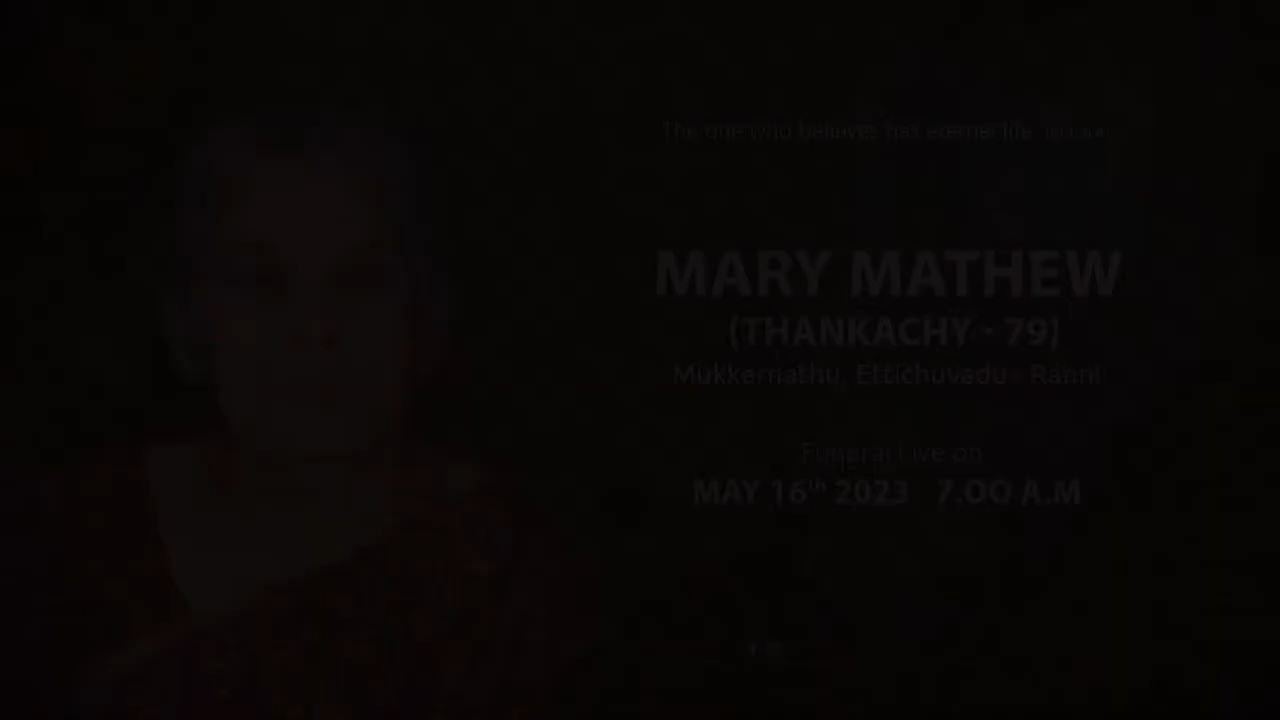 The one who believes has eternal life
MARY MATHEW
(THANKACHY - 79)
Mukkernathu, Ettichuvadu - Ranni
Funeral Live on
MAY 16th 2023 7.00 A.M